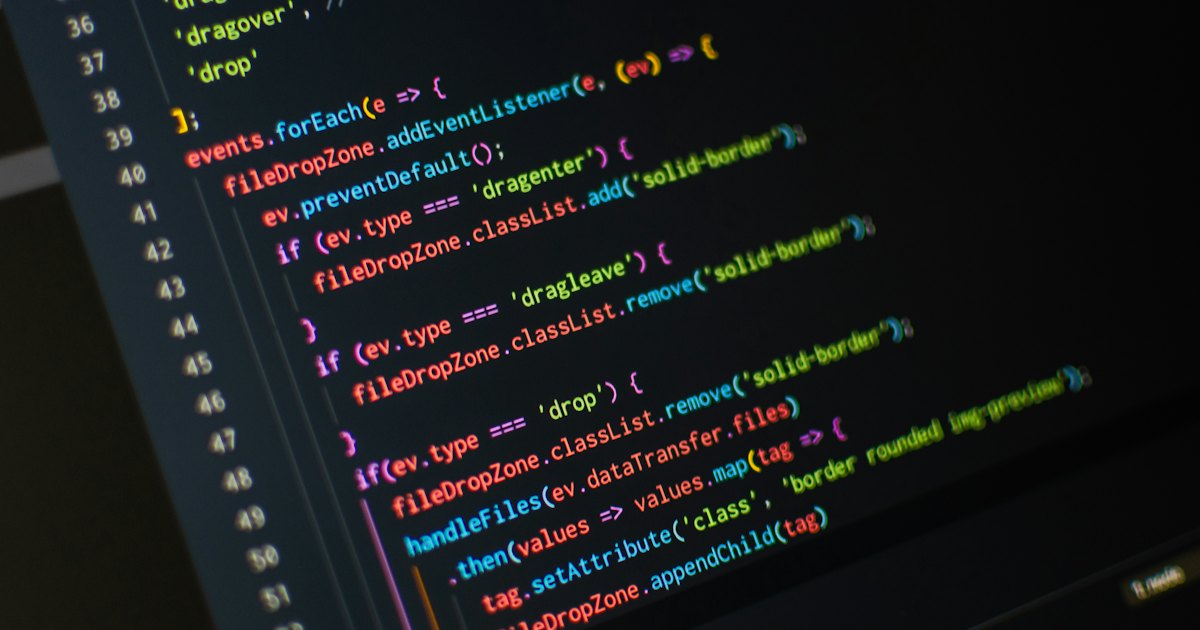 36 'drag
37 'dragover', //
38 'drop'
39 ];
40 events.forEach(e => {
41 fileDropZone.addEventListener(e, (ev) => {
42 ev.preventDefault();
43 if (ev.type === 'dragenter') {
44 fileDropZone.classList.add('solid-border');
45 }
46 if (ev.type === 'dragleave') {
47 fileDropZone.classList.remove('solid-border');
48 }
49 if(ev.type === 'drop') {
50 fileDropZone.classList.remove('solid-border');
51 handleFiles(ev.dataTransfer.files)
.then(values => values.map(tag => {
tag.setAttribute('class', 'border rounded img-preview');
fileDropZone.appendChild(tag)